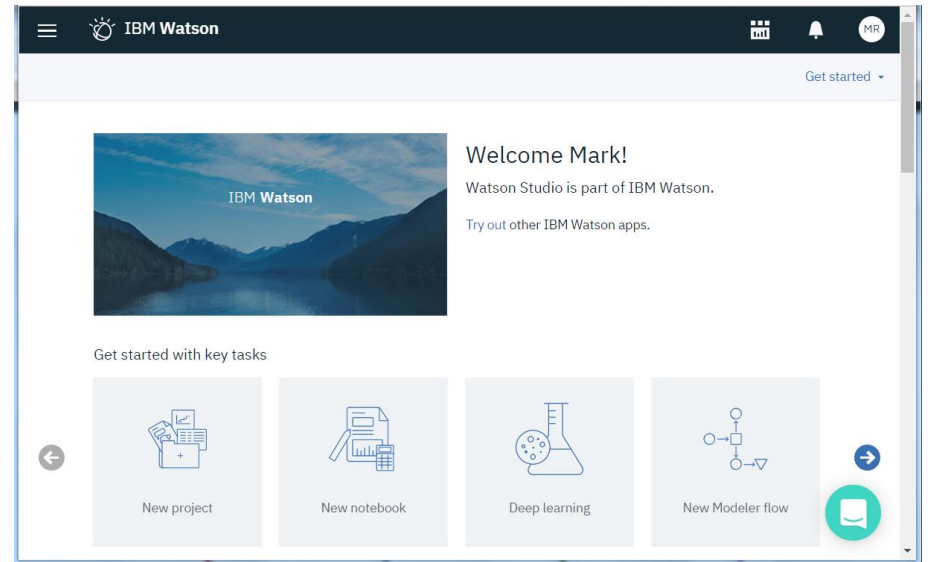 IBM Watson
MR
Get started
IBM Watson
Welcome Mark!
Watson Studio is part of IBM Watson.
Try out other IBM Watson apps.
Get started with key tasks
New project
New notebook
Deep learning
New Modeler flow